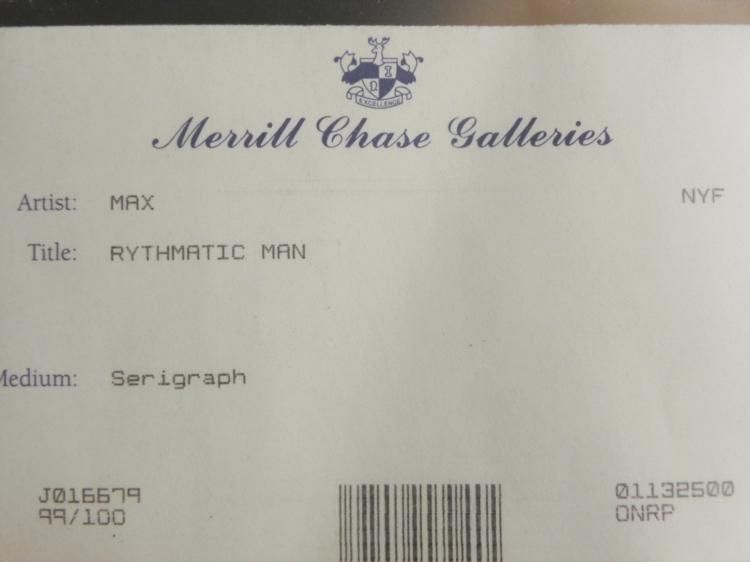 EXCELLENCE
Merrill Chase Galleries
Artist: MAX NYF
Title: RYTHMATIC MAN
Medium: Serigraph
J016679 01132500
99/100 ONRP